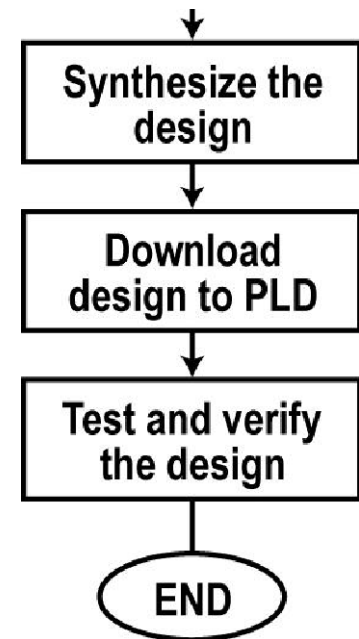 Synthesize the
design
Download
design to PLD
Test and verify
the design
END